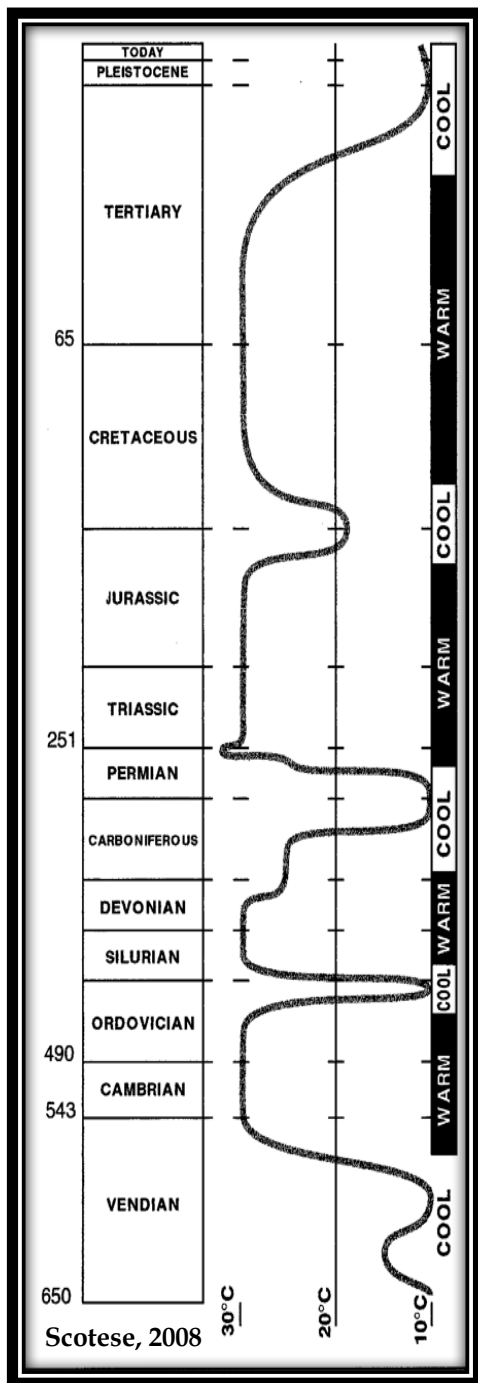 TODAY
PLEISTOCENE
COOL
TERTIARY
WARM
65
CRETACEOUS
COOL
JURASSIC
WARM
TRIASSIC
251
PERMIAN
COOL
CARBONIFEROUS
DEVONIAN
WARM
SILURIAN
COOL
ORDOVICIAN
490
WARM
CAMBRIAN
543
VENDIAN
COOL
650
30°C
20°C
10°C
Scotese, 2008